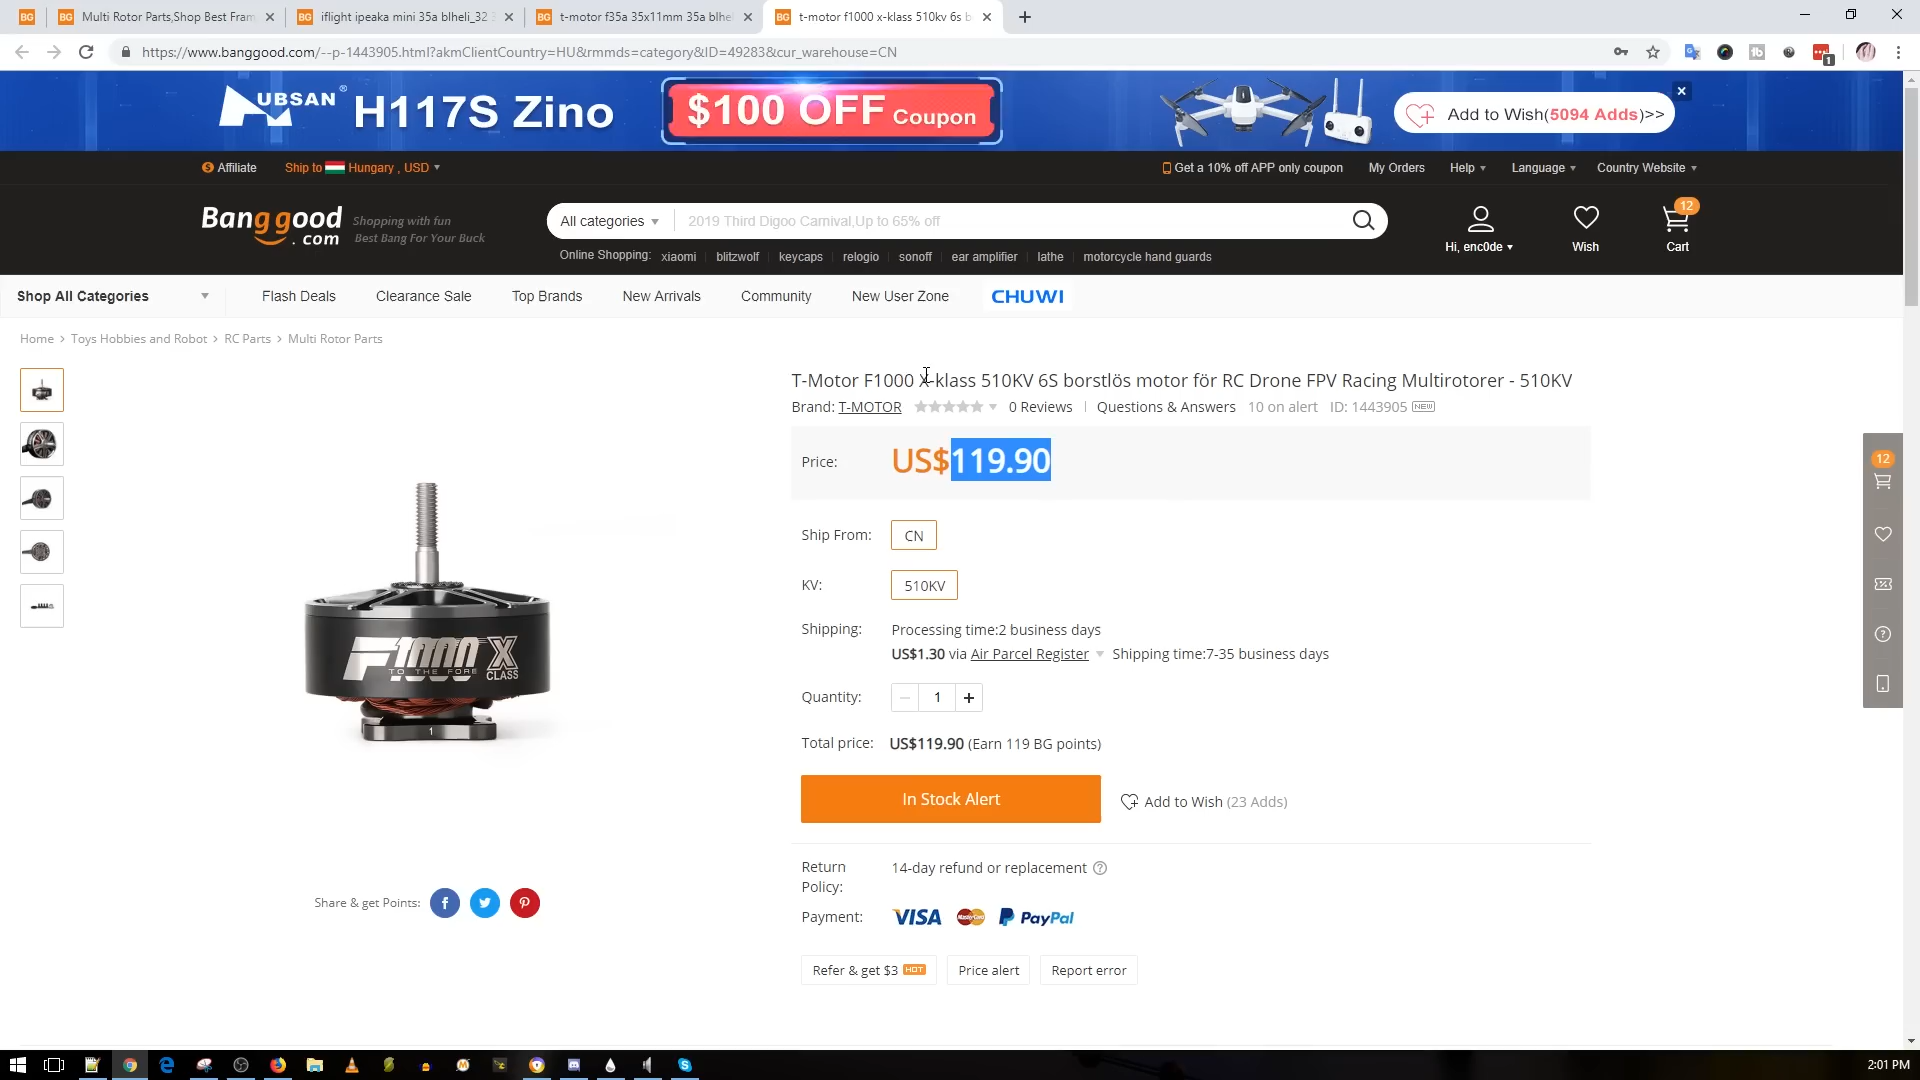 Multi Rotor Parts,Shop Best Fram
iflight ipeaka mini 35a blheli_32 3
t-motor f35a 35x11mm 35a blhel
t-motor f1000 x-klass 510kv 6s b
https://www.banggood.com/--p-1443905.html?akmClientCountry=HU&rmmds=category&ID=49283&cur_warehouse=CN
HUBSAN® H117S Zino
$100 OFF Coupon
Add to Wish(5094 Adds)>>
Affiliate
Ship to Hungary , USD
Get a 10% off APP only coupon
My Orders
Help
Language
Country Website
Banggood.com
Shopping with fun
Best Bang For Your Buck
All categories
2019 Third Digoo Carnival,Up to 65% off
Hi, enc0de
Wish
12
Cart
Online Shopping: xiaomi blitzwolf keycaps relogio sonoff ear amplifier lathe motorcycle hand guards
Shop All Categories
Flash Deals
Clearance Sale
Top Brands
New Arrivals
Community
New User Zone
CHUWI
Home > Toys Hobbies and Robot > RC Parts > Multi Rotor Parts
T-Motor F1000 X-klass 510KV 6S borstlös motor för RC Drone FPV Racing Multirotorer - 510KV
Brand: T-MOTOR 0 Reviews | Questions & Answers 10 on alert ID: 1443905 NEW
Price: US$119.90
Ship From: CN
KV: 510KV
Shipping: Processing time:2 business days
US$1.30 via Air Parcel Register Shipping time:7-35 business days
Quantity: 1 +
Total price: US$119.90 (Earn 119 BG points)
In Stock Alert
Add to Wish (23 Adds)
Return Policy: 14-day refund or replacement
Payment: VISA MasterCard PayPal
Refer & get $3 HOT
Price alert
Report error
F1000 X CLASS
TO THE FORE
1
Share & get Points:
12
2:01 PM